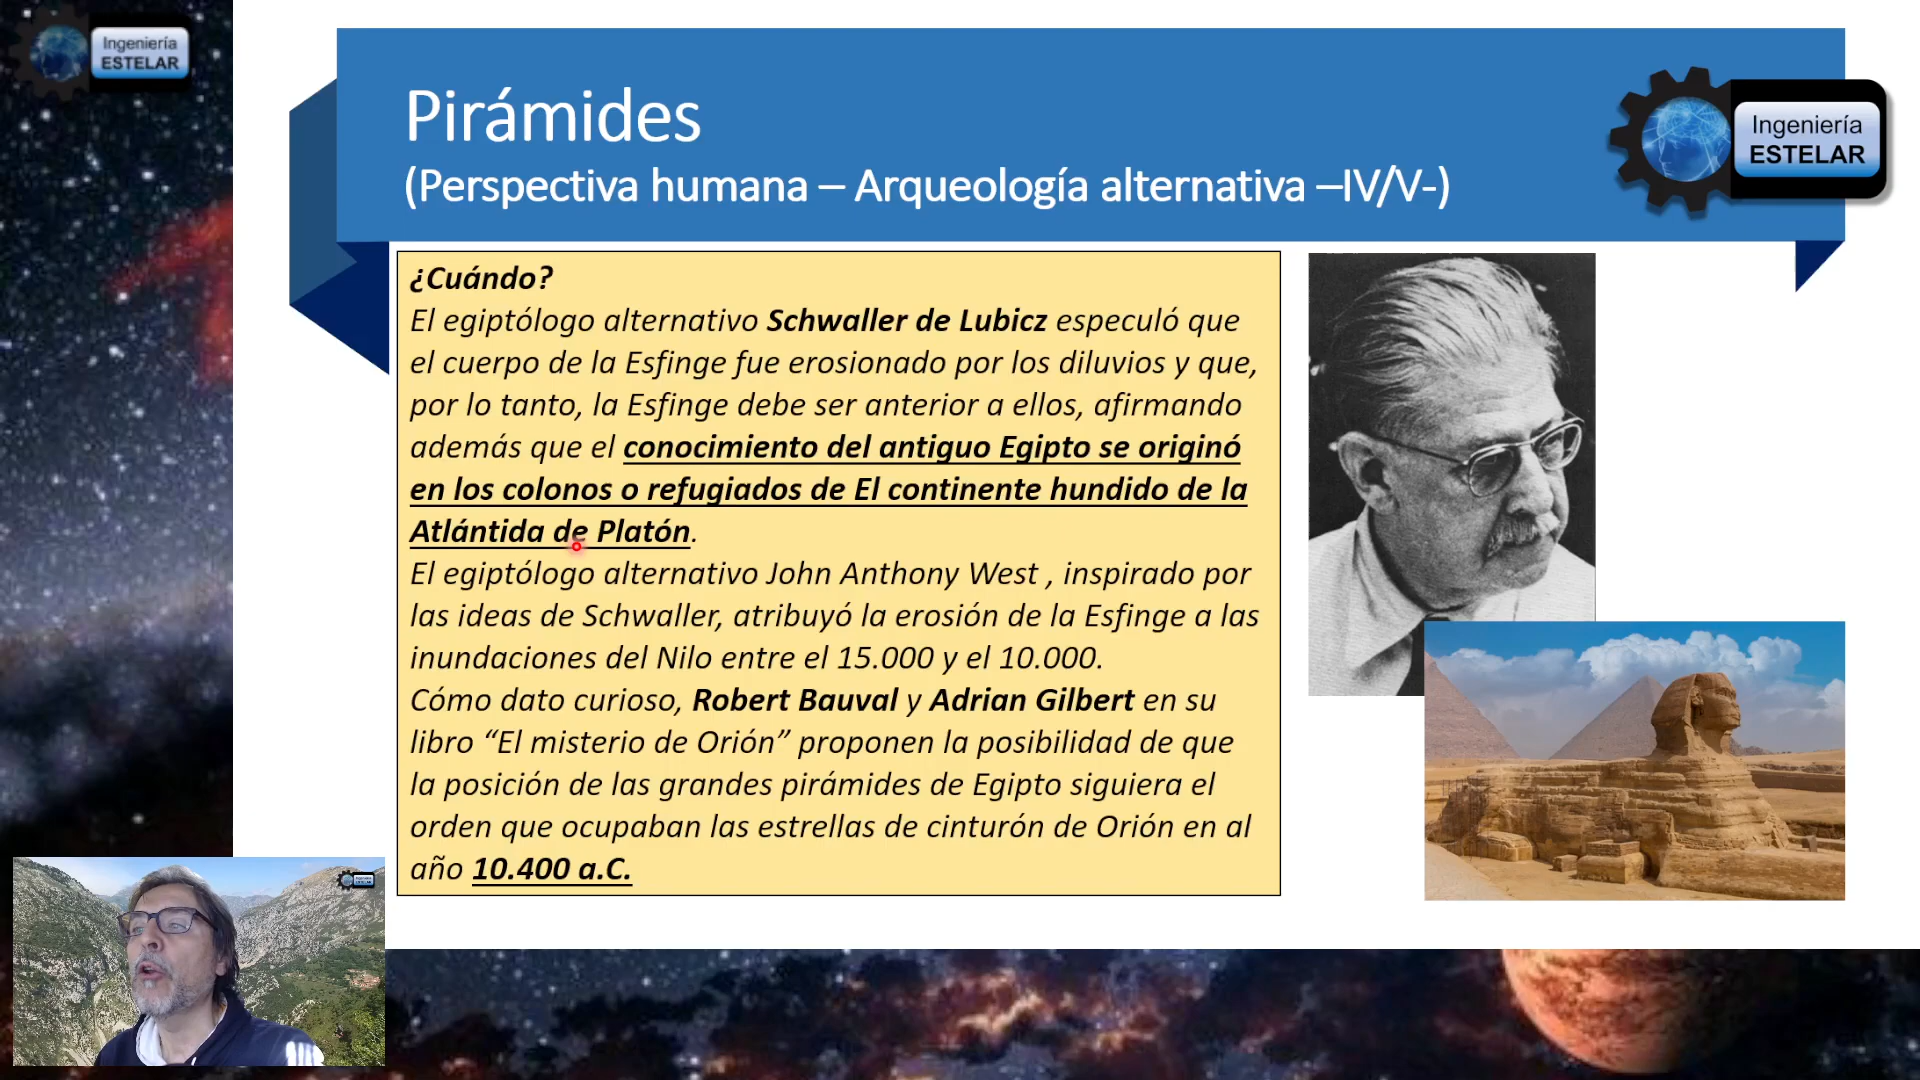 Ingeniería
ESTELAR
Pirámides
(Perspectiva humana – Arqueología alternativa –IV/V-)
Ingeniería
ESTELAR
¿Cuándo?
El egiptólogo alternativo Schwaller de Lubicz especuló que
el cuerpo de la Esfinge fue erosionado por los diluvios y que,
por lo tanto, la Esfinge debe ser anterior a ellos, afirmando
además que el conocimiento del antiguo Egipto se originó
en los colonos o refugiados de El continente hundido de la
Atlántida de Platón.
El egiptólogo alternativo John Anthony West , inspirado por
las ideas de Schwaller, atribuyó la erosión de la Esfinge a las
inundaciones del Nilo entre el 15.000 y el 10.000.
Cómo dato curioso, Robert Bauval y Adrian Gilbert en su
libro “El misterio de Orión” proponen la posibilidad de que
la posición de las grandes pirámides de Egipto siguiera el
orden que ocupaban las estrellas de cinturón de Orión en al
año 10.400 a.C.